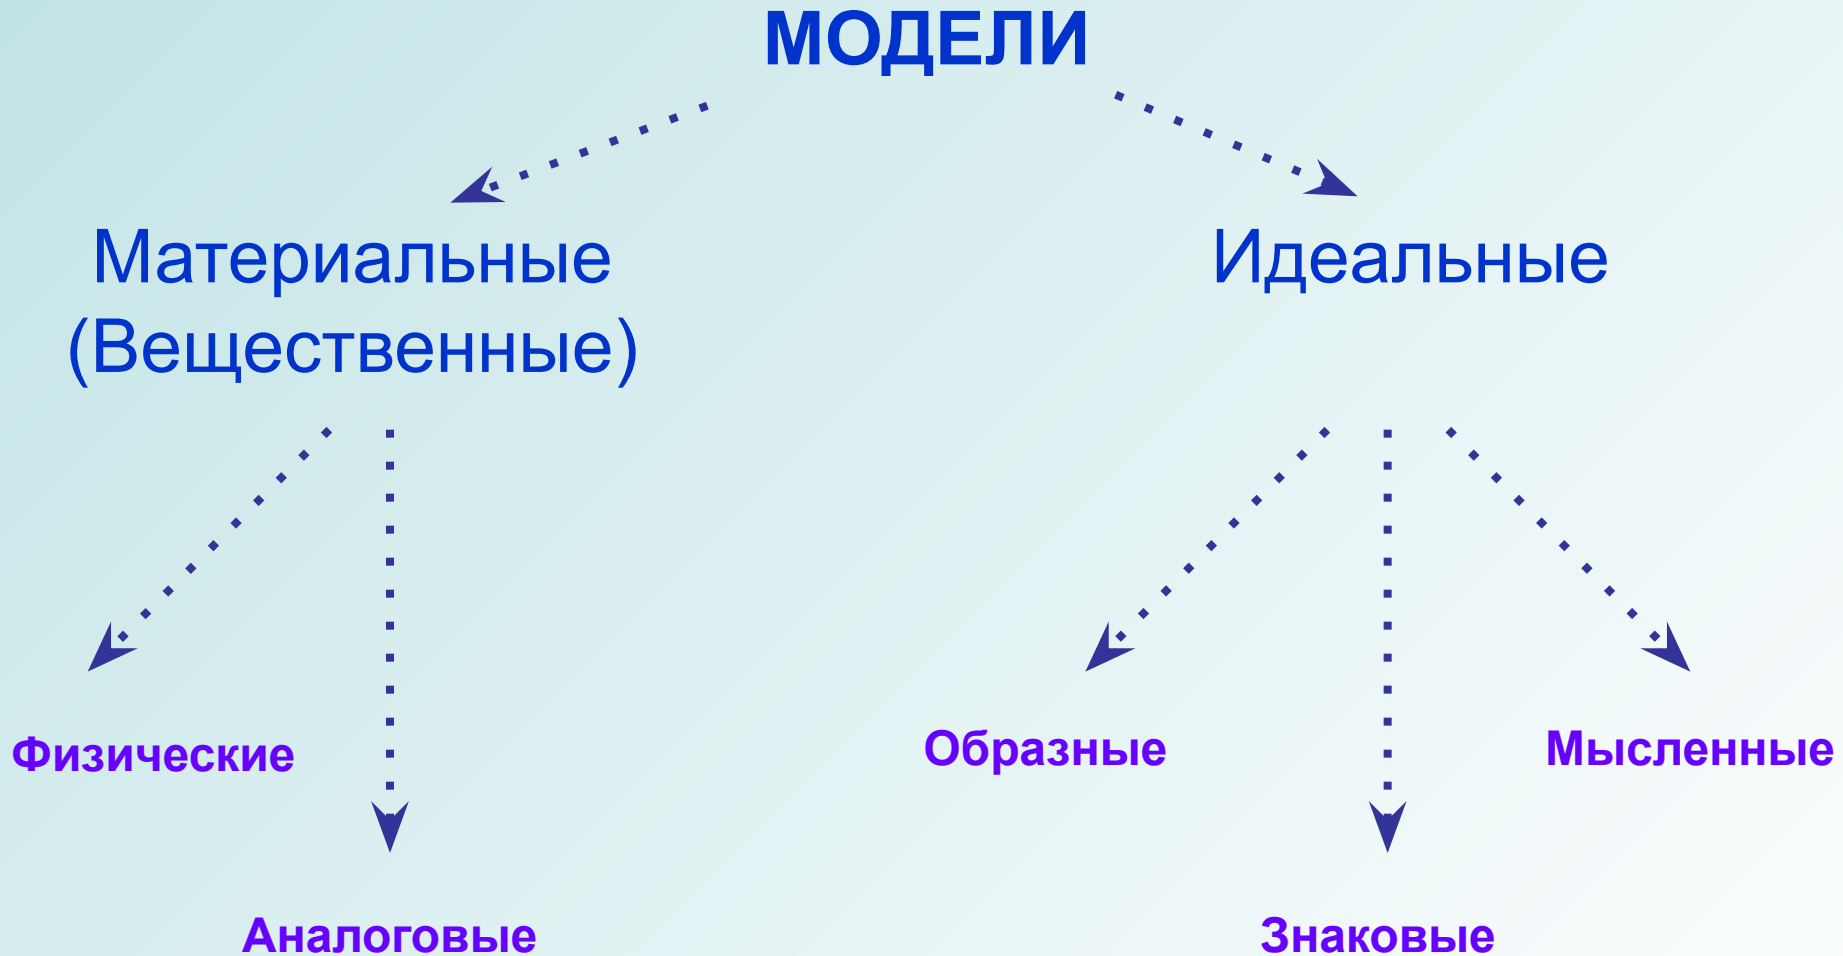 МОДЕЛИ
Материальные
(Вещественные)
Идеальные
Физические
Аналоговые
Образные
Знаковые
Мысленные